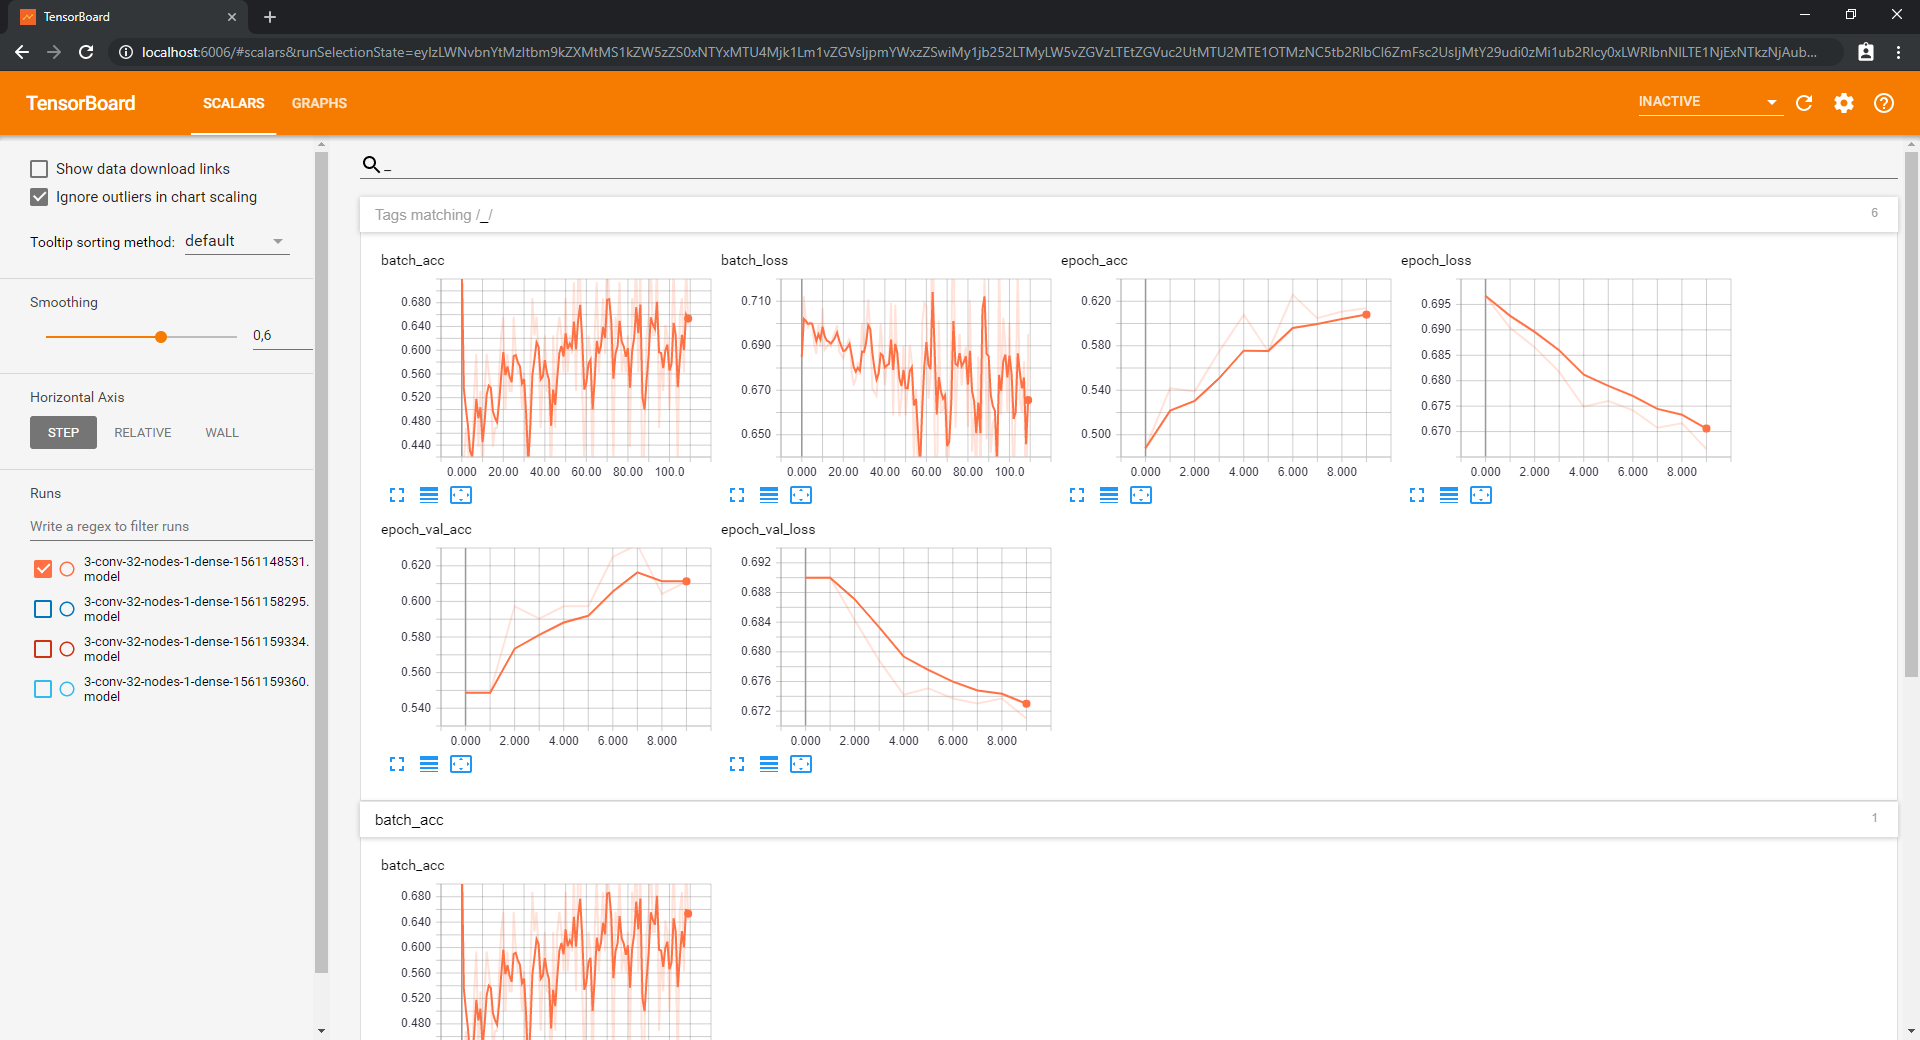 TensorBoard
localhost:6006/#scalars&runSelectionState=eyIzLWNvbnYtMzItbm9kZXMtMS1kZW5zZS0xNTYxMTU4Mjk1Lm1vZGVsIjpmYWxzZSwiMy1jb252LTMyLW5vZGVzLTEtZGVuc2UtMTU2MTE1OTMzNC5tb2RlbCI6ZmFsc2UsIjMtY29udi0zMi1ub2Rlcy0xLWRlbnNlLTE1NjExNTkzNjAub...
TensorBoard SCALARS GRAPHS INACTIVE
Show data download links
Ignore outliers in chart scaling
Tooltip sorting method: default
Smoothing
0,6
Horizontal Axis
STEP RELATIVE WALL
Runs
Write a regex to filter runs
3-conv-32-nodes-1-dense-1561148531.
model
3-conv-32-nodes-1-dense-1561158295.
model
3-conv-32-nodes-1-dense-1561159334.
model
3-conv-32-nodes-1-dense-1561159360.
model
_
Tags matching /_/ 6
batch_acc
0.680
0.640
0.600
0.560
0.520
0.480
0.440
0.000 20.00 40.00 60.00 80.00 100.0
batch_loss
0.710
0.690
0.670
0.650
0.000 20.00 40.00 60.00 80.00 100.0
epoch_acc
0.620
0.580
0.540
0.500
0.000 2.000 4.000 6.000 8.000
epoch_loss
0.695
0.690
0.685
0.680
0.675
0.670
0.000 2.000 4.000 6.000 8.000
epoch_val_acc
0.620
0.600
0.580
0.560
0.540
0.000 2.000 4.000 6.000 8.000
epoch_val_loss
0.692
0.688
0.684
0.680
0.676
0.672
0.000 2.000 4.000 6.000 8.000
batch_acc 1
batch_acc
0.680
0.640
0.600
0.560
0.520
0.480